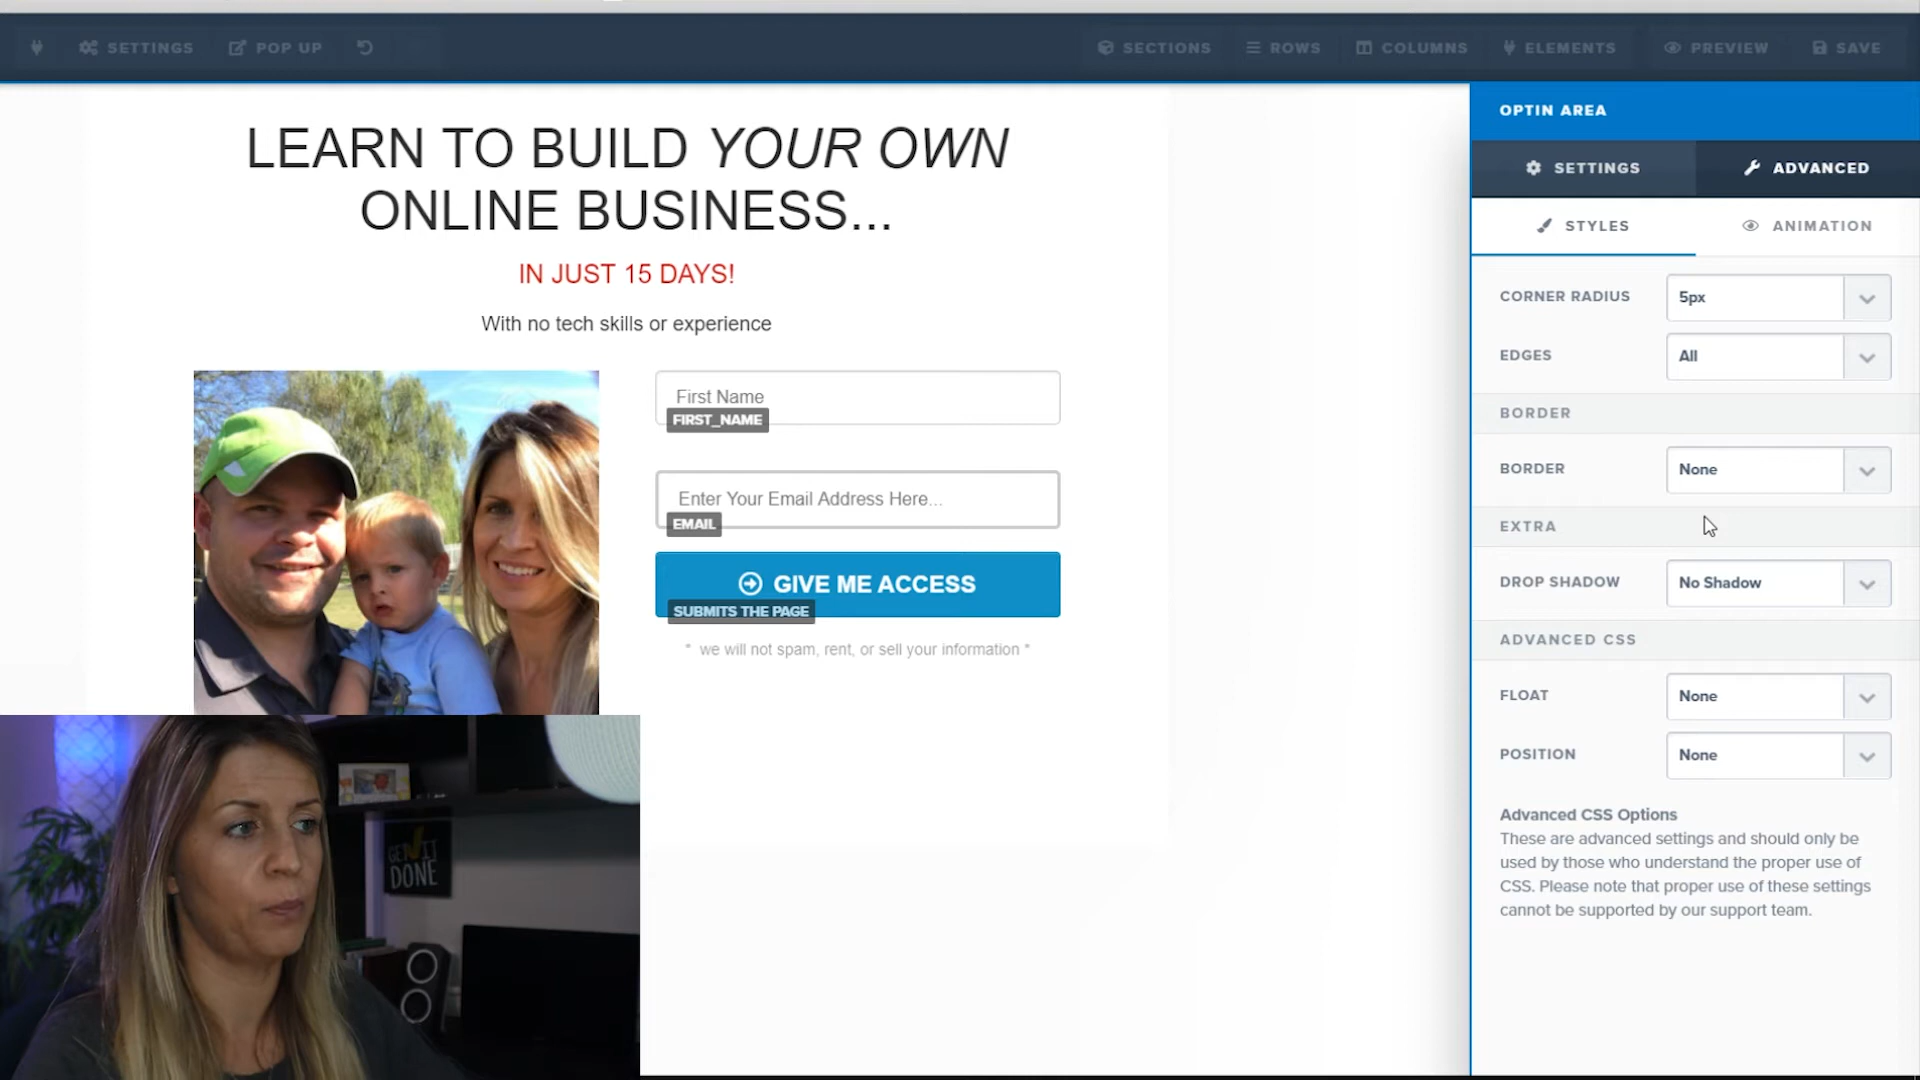 SETTINGS
POP UP
SECTIONS
ROWS
COLUMNS
ELEMENTS
PREVIEW
SAVE
LEARN TO BUILD YOUR OWN
ONLINE BUSINESS...
IN JUST 15 DAYS!
With no tech skills or experience
First Name
FIRST_NAME
Enter Your Email Address Here...
EMAIL
GIVE ME ACCESS
SUBMITS THE PAGE
* we will not spam, rent, or sell your information *
GET IT
DONE
OPTIN AREA
SETTINGS
ADVANCED
STYLES
ANIMATION
CORNER RADIUS
5px
EDGES
All
BORDER
BORDER
None
EXTRA
DROP SHADOW
No Shadow
ADVANCED CSS
FLOAT
None
POSITION
None
Advanced CSS Options
These are advanced settings and should only be
used by those who understand the proper use of
CSS. Please note that proper use of these settings
cannot be supported by our support team.